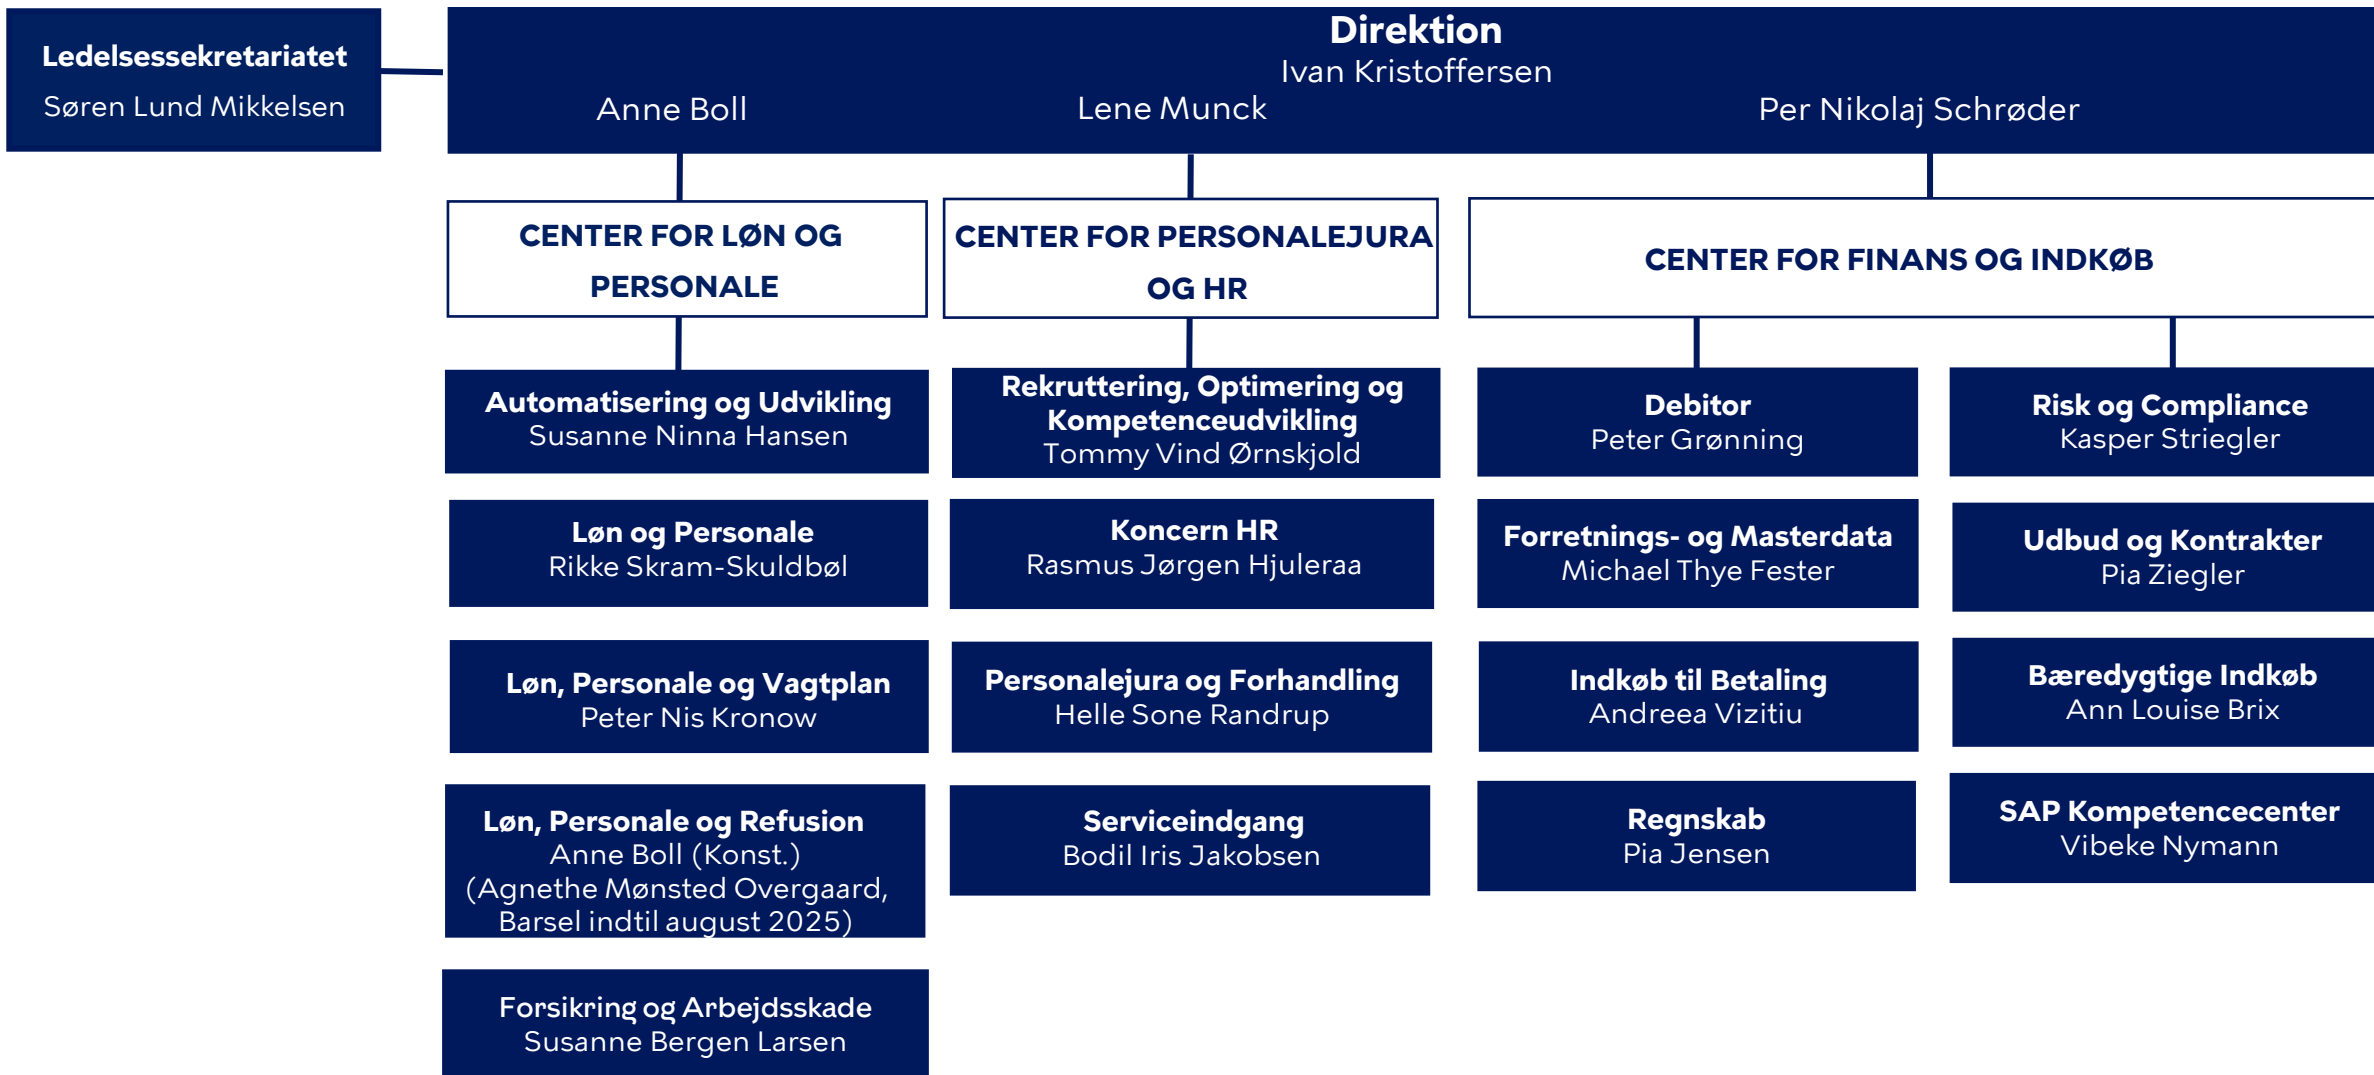 Ledelsessekretariatet
Søren Lund Mikkelsen
Direktion
Ivan Kristoffersen
Anne Boll
Lene Munck
Per Nikolaj Schrøder
CENTER FOR LØN OG
PERSONALE
Automatisering og Udvikling
Susanne Ninna Hansen
Løn og Personale
Rikke Skram-Skuldbøl
Løn, Personale og Vagtplan
Peter Nis Kronow
Løn, Personale og Refusion
Anne Boll (Konst.)
(Agnethe Mønsted Overgaard,
Barsel indtil august 2025)
Forsikring og Arbejdsskade
Susanne Bergen Larsen
CENTER FOR PERSONALEJURA
OG HR
Rekruttering, Optimering og
Kompetenceudvikling
Tommy Vind Ørnskjold
Koncern HR
Rasmus Jørgen Hjuleraa
Personalejura og Forhandling
Helle Sone Randrup
Serviceindgang
Bodil Iris Jakobsen
CENTER FOR FINANS OG INDKØB
Debitor
Peter Grønning
Forretnings- og Masterdata
Michael Thye Fester
Indkøb til Betaling
Andreea Vizitiu
Regnskab
Pia Jensen
Risk og Compliance
Kasper Striegler
Udbud og Kontrakter
Pia Ziegler
Bæredygtige Indkøb
Ann Louise Brix
SAP Kompetencecenter
Vibeke Nymann